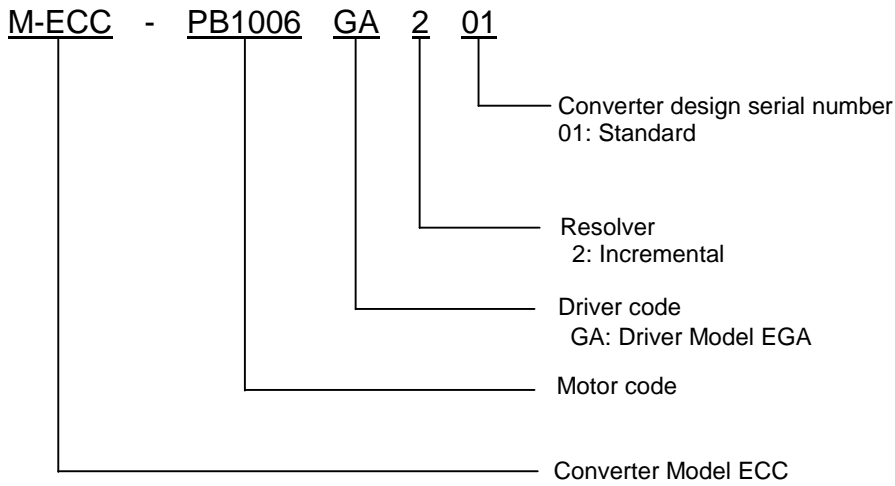 M-ECC - PB1006 GA 2 01
Converter design serial number
01: Standard
Resolver
2: Incremental
Driver code
GA: Driver Model EGA
Motor code
Converter Model ECC